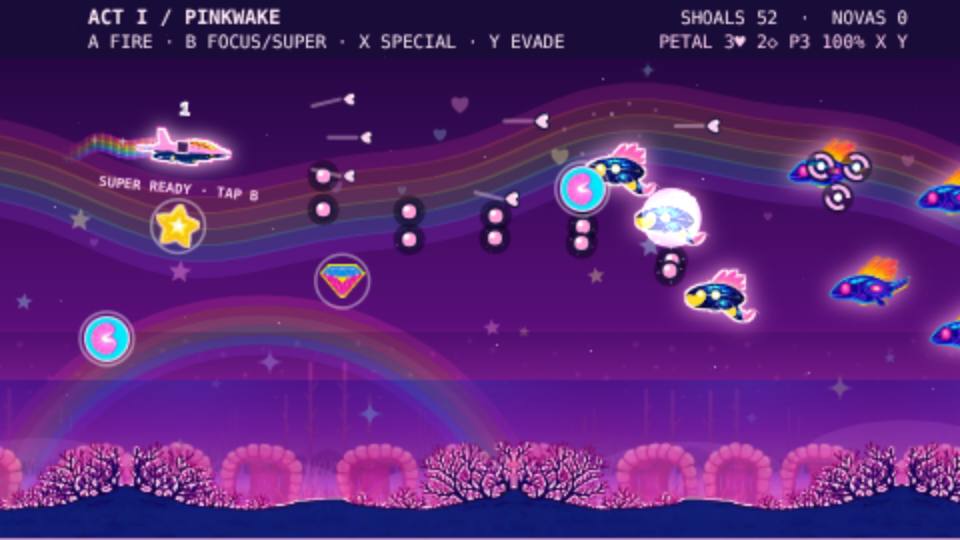 ACT I / PINKWAKE
A FIRE · B FOCUS/SUPER · X SPECIAL · Y EVADE
SHOALS 52 · NOVAS 0
PETAL 3♥ 2◇ P3 100% X Y
1
SUPER READY · TAP B